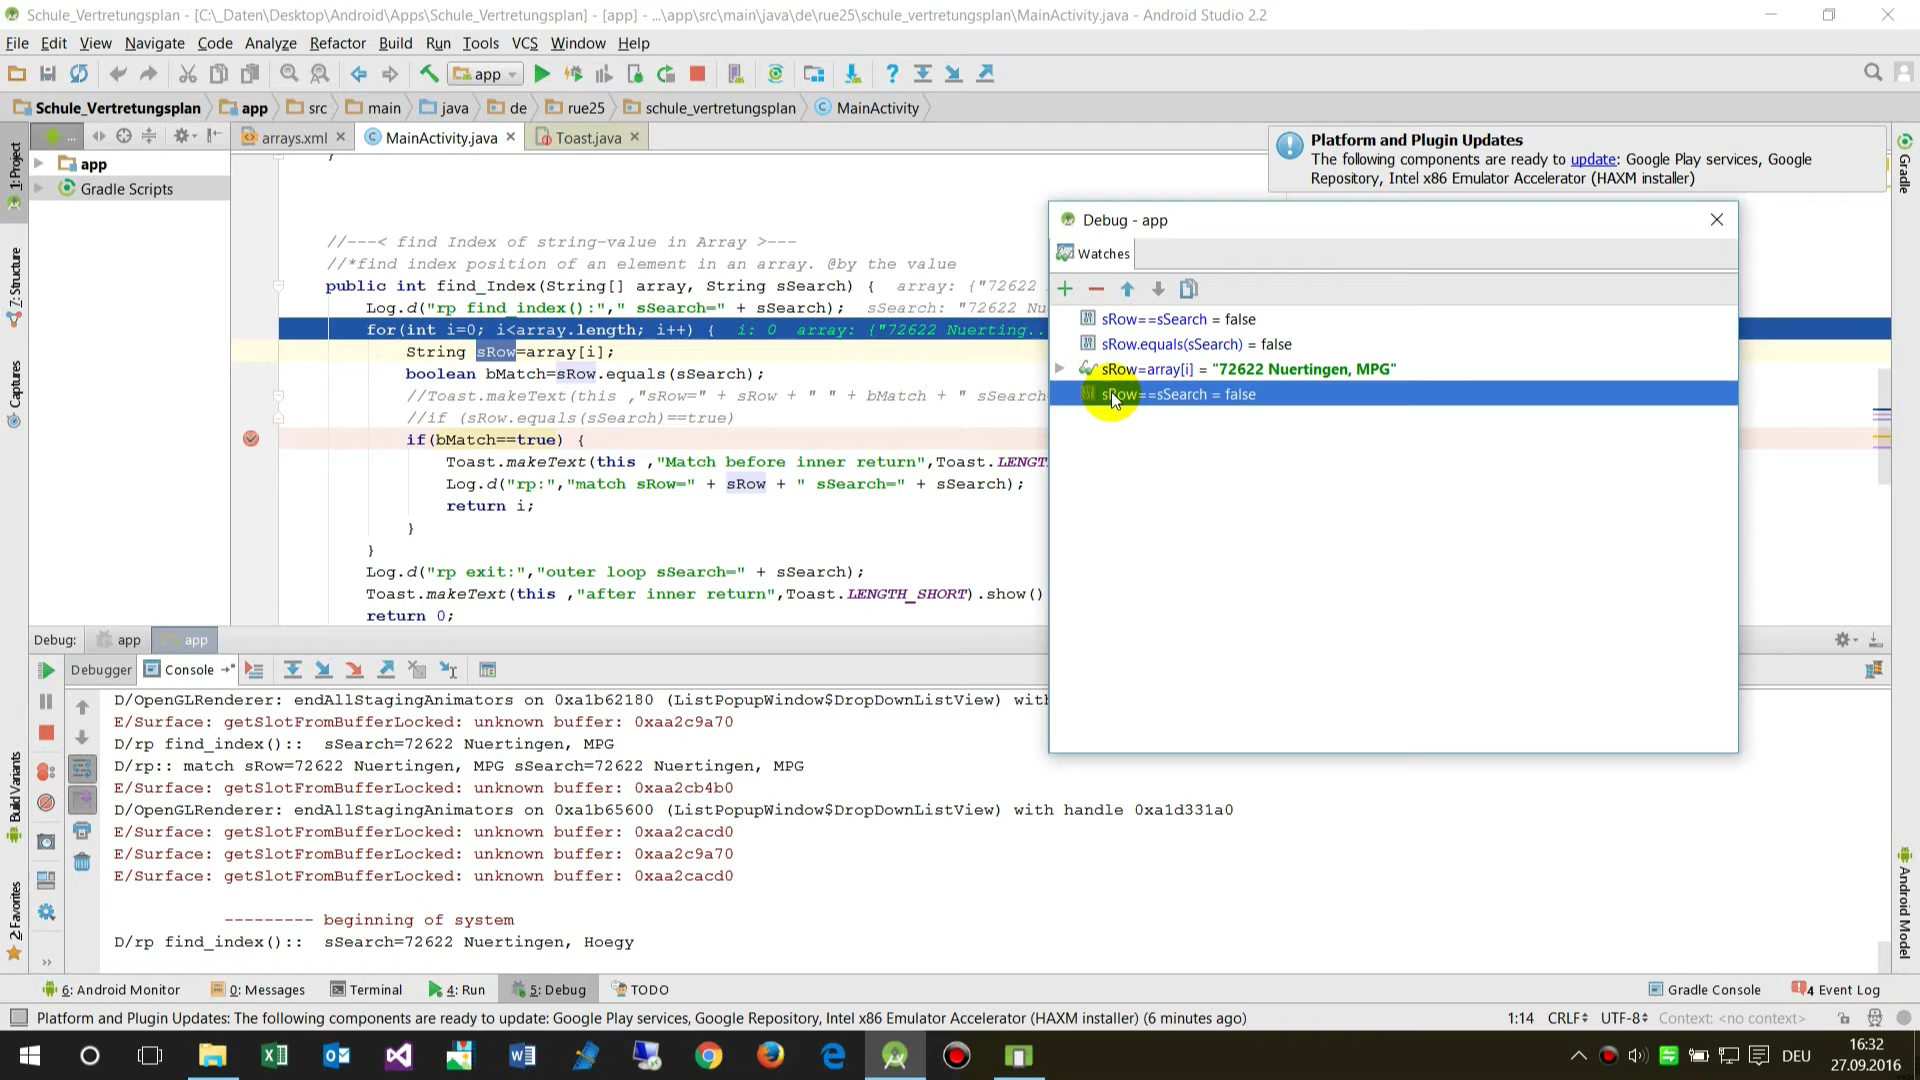 Schule_Vertretungsplan - [C:\_Daten\Desktop\Android\Apps\Schule_Vertretungsplan] - [app] - ...\app\src\main\java\de\rue25\schule_vertretungsplan\MainActivity.java - Android Studio 2.2
File Edit View Navigate Code Analyze Refactor Build Run Tools VCS Window Help
app
Schule_Vertretungsplan app src main java de rue25 schule_vertretungsplan MainActivity
... arrays.xml MainActivity.java Toast.java
Platform and Plugin Updates
The following components are ready to update: Google Play services, Google
Repository, Intel x86 Emulator Accelerator (HAXM installer)
1: Project
7: Structure
Captures
Build Variants
2: Favorites
Gradle
Android Model
app
Gradle Scripts
}
//---< find Index of string-value in Array >---
//*find index position of an element in an array. @by the value
public int find_Index(String[] array, String sSearch) { array: {"72622
Log.d("rp find_index():"," sSearch=" + sSearch); sSearch: "72622 Nu
for(int i=0; i<array.length; i++) { i: 0 array: {"72622 Nuerting...
String sRow=array[i];
boolean bMatch=sRow.equals(sSearch);
//Toast.makeText(this ,"sRow=" + sRow + " " + bMatch + " sSearch
//if (sRow.equals(sSearch)==true)
if(bMatch==true) {
Toast.makeText(this ,"Match before inner return",Toast.LENGT
Log.d("rp:","match sRow=" + sRow + " sSearch=" + sSearch);
return i;
}
}
Log.d("rp exit:","outer loop sSearch=" + sSearch);
Toast.makeText(this ,"after inner return",Toast.LENGTH_SHORT).show()
return 0;
Debug - app
Watches
sRow==sSearch = false
sRow.equals(sSearch) = false
sRow=array[i] = "72622 Nuertingen, MPG"
sRow==sSearch = false
Debug: app app
Debugger Console
D/OpenGLRenderer: endAllStagingAnimators on 0xa1b62180 (ListPopupWindow$DropDownListView) with
E/Surface: getSlotFromBufferLocked: unknown buffer: 0xaa2c9a70
D/rp find_index():: sSearch=72622 Nuertingen, MPG
D/rp:: match sRow=72622 Nuertingen, MPG sSearch=72622 Nuertingen, MPG
E/Surface: getSlotFromBufferLocked: unknown buffer: 0xaa2cb4b0
D/OpenGLRenderer: endAllStagingAnimators on 0xa1b65600 (ListPopupWindow$DropDownListView) with handle 0xa1d331a0
E/Surface: getSlotFromBufferLocked: unknown buffer: 0xaa2cacd0
E/Surface: getSlotFromBufferLocked: unknown buffer: 0xaa2c9a70
E/Surface: getSlotFromBufferLocked: unknown buffer: 0xaa2cacd0
--------- beginning of system
D/rp find_index():: sSearch=72622 Nuertingen, Hoegy
6: Android Monitor 0: Messages Terminal 4: Run 5: Debug TODO Gradle Console 4 Event Log
Platform and Plugin Updates: The following components are ready to update: Google Play services, Google Repository, Intel x86 Emulator Accelerator (HAXM installer) (6 minutes ago) 1:14 CRLF UTF-8 Context: <no context>
DEU 16:32
27.09.2016